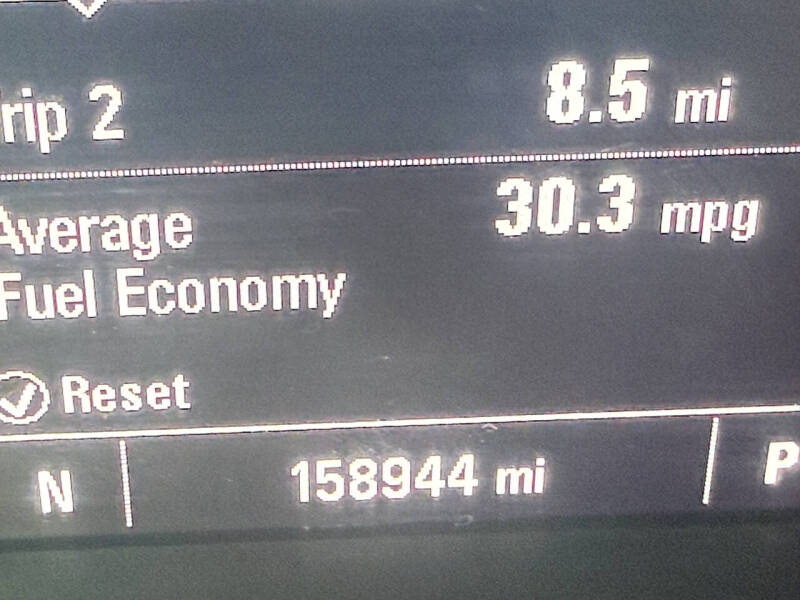 rip 2 8.5 mi
Average 30.3 mpg
Fuel Economy
Reset
N 158944 mi P